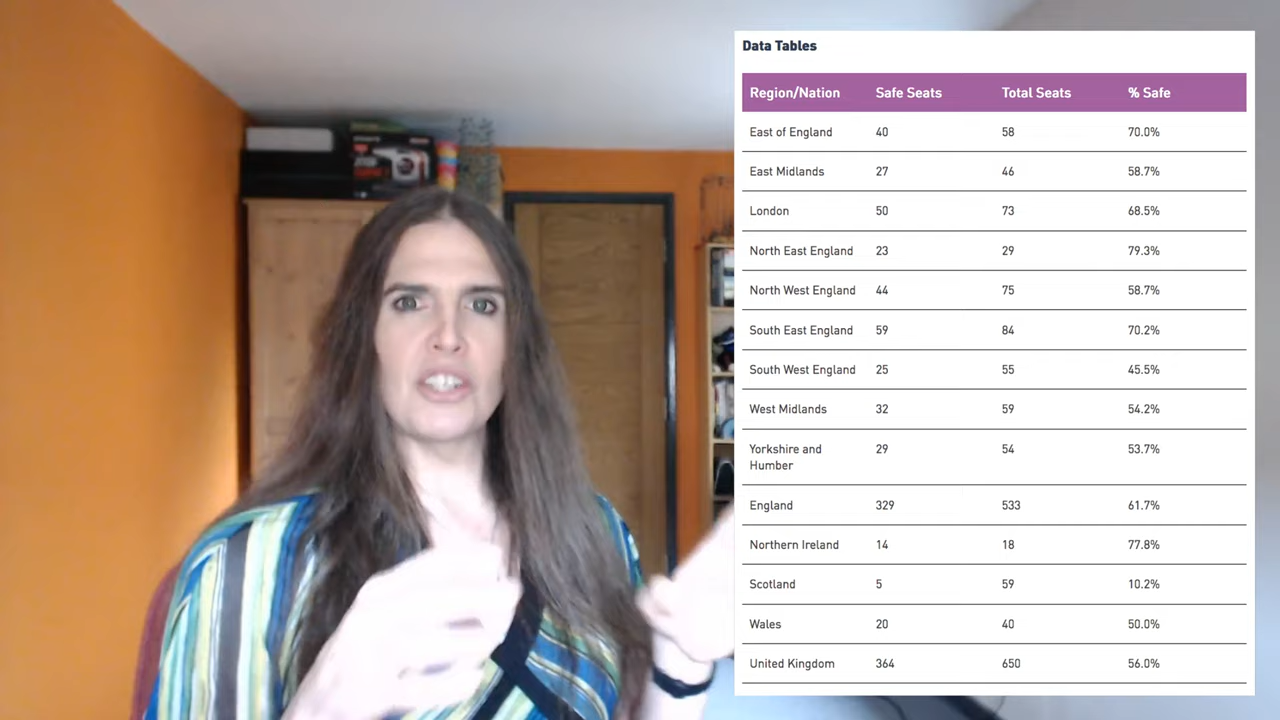 Data Tables
Region/Nation Safe Seats Total Seats % Safe
East of England 40 58 70.0%
East Midlands 27 46 58.7%
London 50 73 68.5%
North East England 23 29 79.3%
North West England 44 75 58.7%
South East England 59 84 70.2%
South West England 25 55 45.5%
West Midlands 32 59 54.2%
Yorkshire and Humber 29 54 53.7%
England 329 533 61.7%
Northern Ireland 14 18 77.8%
Scotland 5 59 10.2%
Wales 20 40 50.0%
United Kingdom 364 650 56.0%